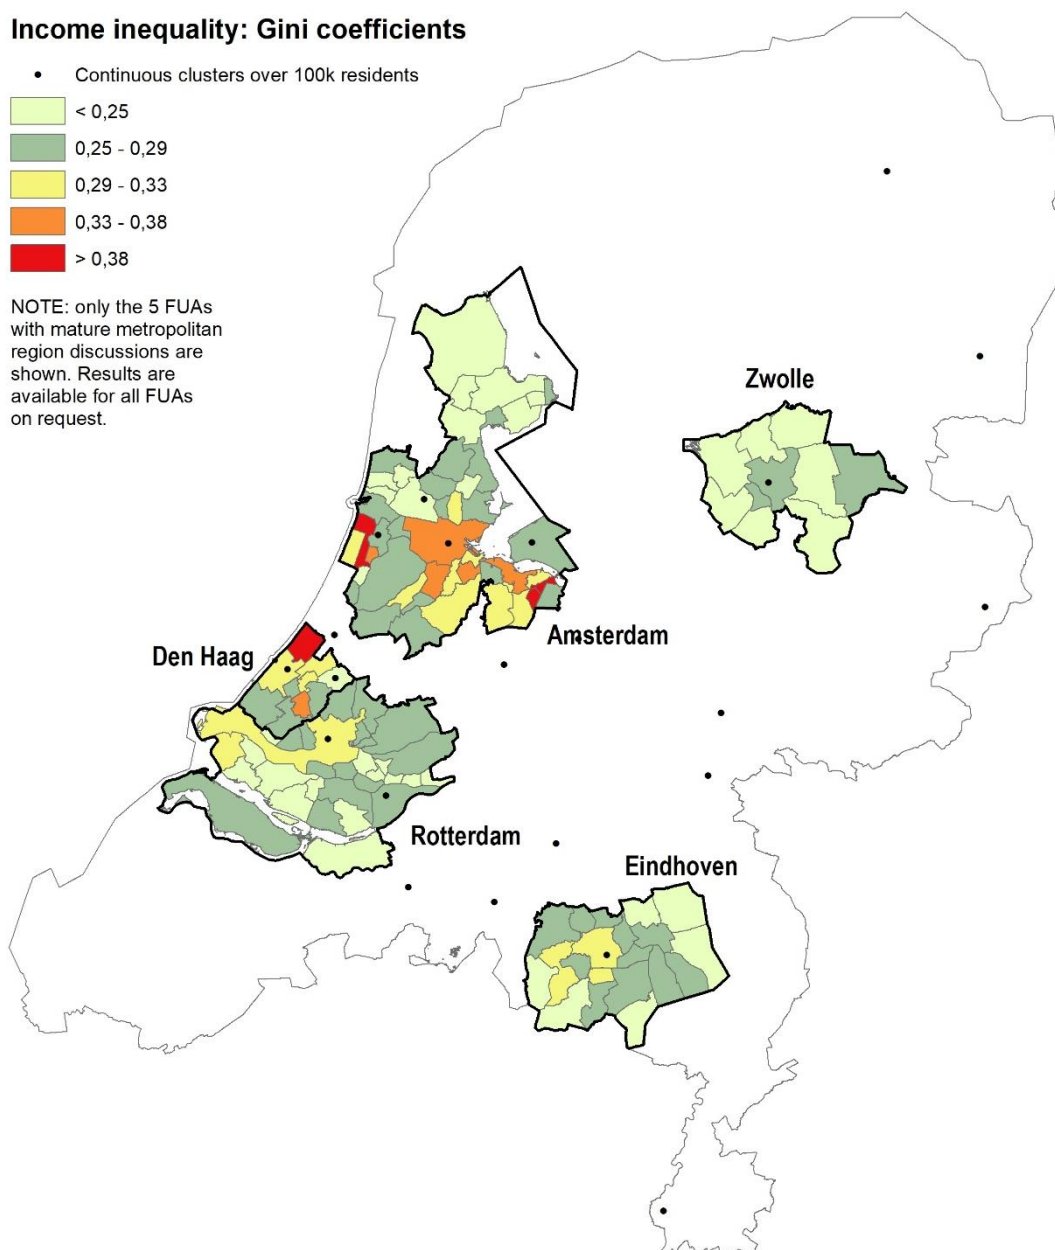 Income inequality: Gini coefficients
Continuous clusters over 100k residents
< 0,25
0,25 - 0,29
0,29 - 0,33
0,33 - 0,38
> 0,38
NOTE: only the 5 FUAs
with mature metropolitan
region discussions are
shown. Results are
available for all FUAs
on request.
Zwolle
Amsterdam
Den Haag
Rotterdam
Eindhoven